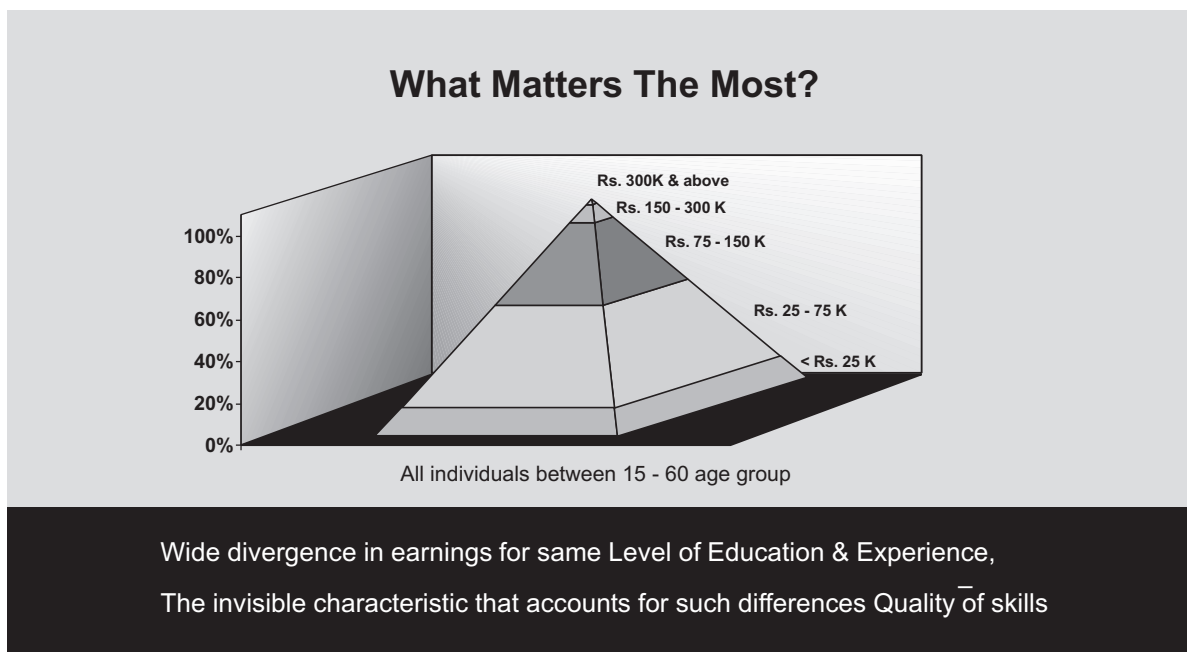 What Matters The Most?
Rs. 300K & above
Rs. 150 - 300 K
100%
Rs. 75 - 150 K
80%
60%
Rs. 25 - 75 K
40%
< Rs. 25 K
20%
0%
All individuals between 15 - 60 age group
Wide divergence in earnings for same Level of Education & Experience,
The invisible characteristic that accounts for such differences Quality ‾of skills